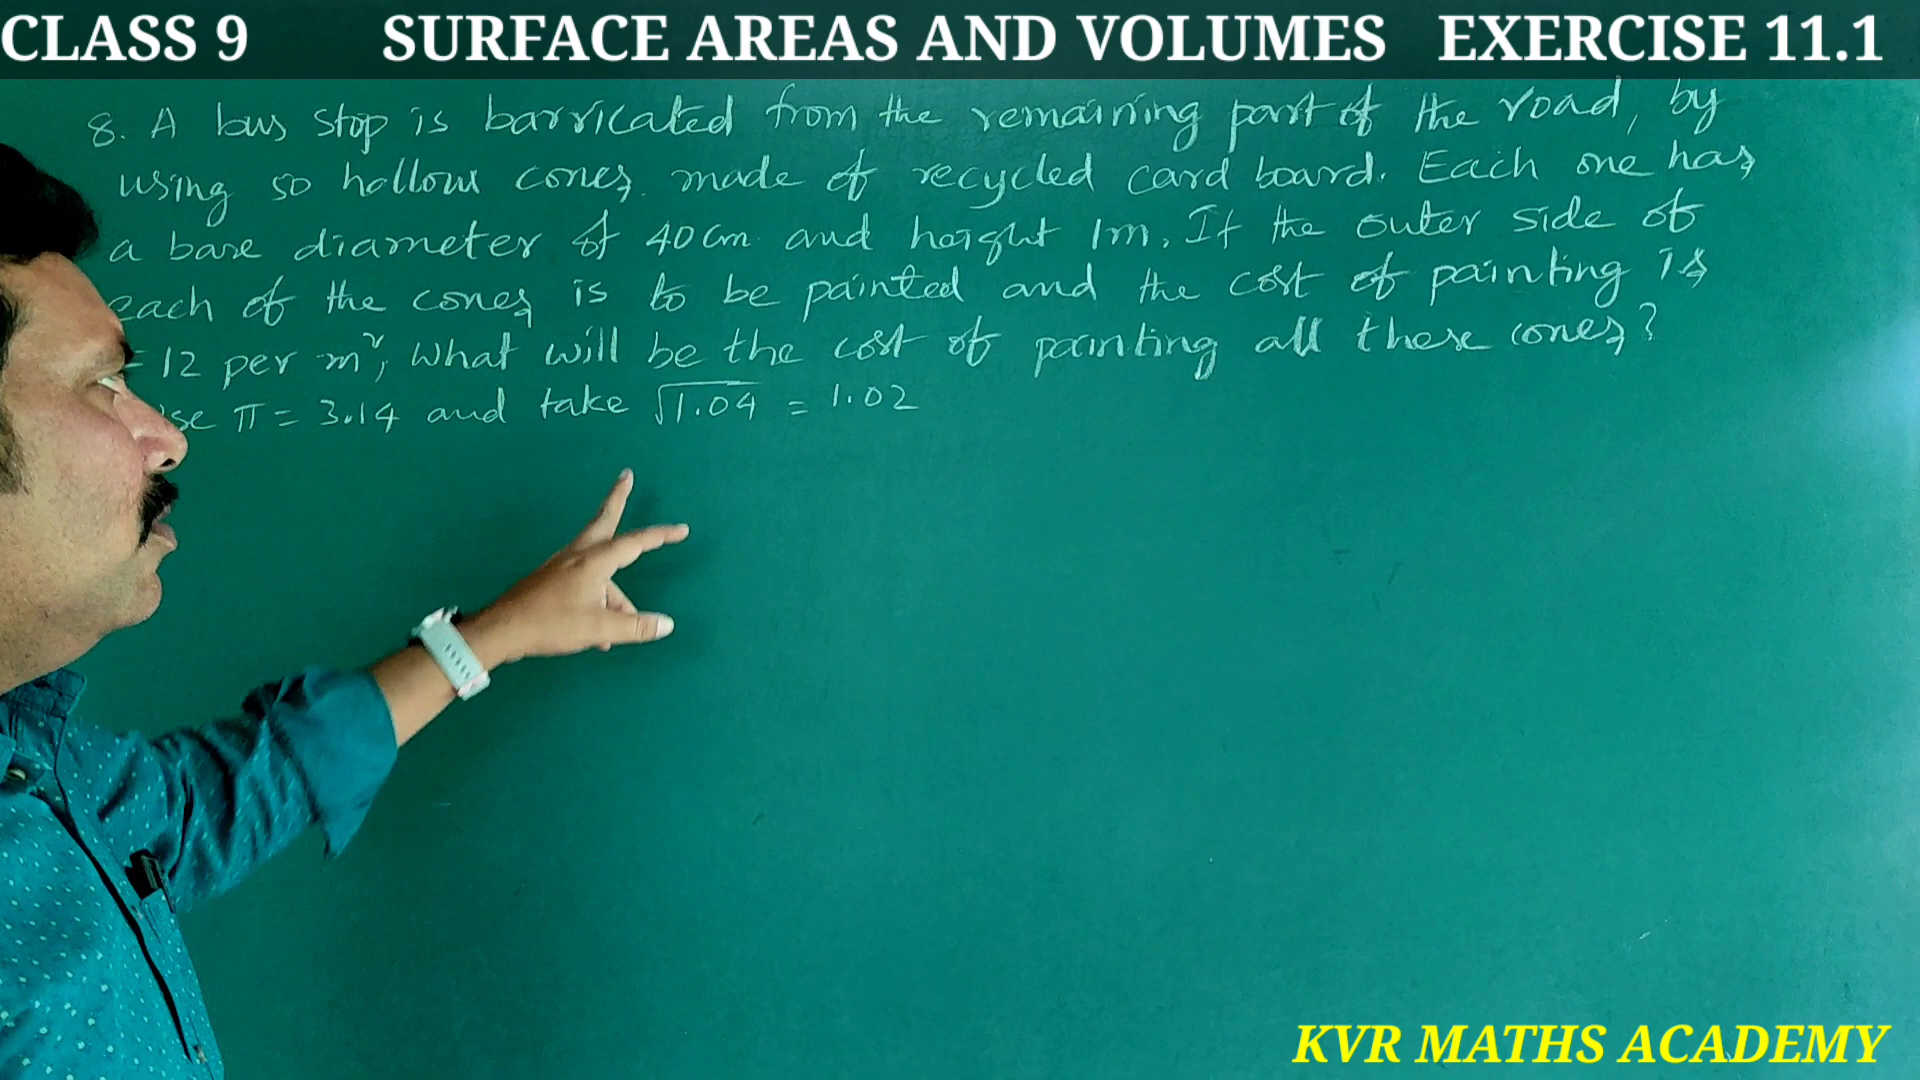 CLASS 9 SURFACE AREAS AND VOLUMES EXERCISE 11.1
8. A bus stop is barricated from the remaining part of the road, by
using 50 hollow cones. made of recycled card board. Each one has
a base diameter of 40cm. and height 1m. If the outer side of
each of the cones is to be painted and the cost of painting is
=12 per m², what will be the cost of painting all these cones?
se π = 3.14 and take √1.04 = 1.02
KVR MATHS ACADEMY